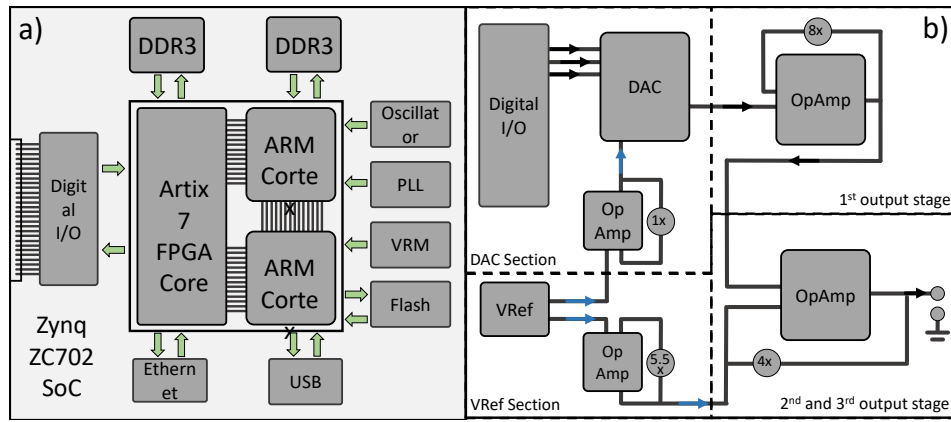 a)
DDR3
DDR3
Digit
al
I/O
Artix
7
FPGA
Core
ARM
Corte
x
ARM
Corte
x
Oscillat
or
PLL
VRM
Flash
Zynq
ZC702
SoC
Ethern
et
USB
b)
Digital
I/O
DAC
Op
Amp
1x
DAC Section
8x
OpAmp
1st output stage
VRef
Op
Amp
5.5
x
VRef Section
OpAmp
4x
2nd and 3rd output stage